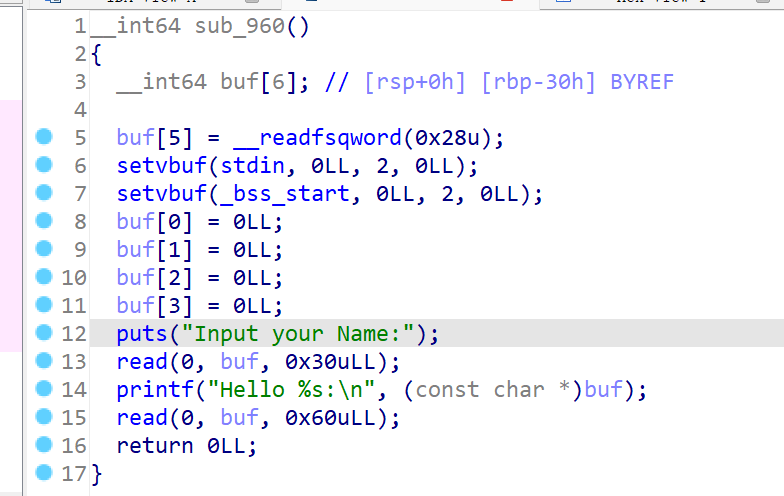 1 __int64 sub_960()
2 {
3   __int64 buf[6]; // [rsp+0h] [rbp-30h] BYREF
4
5   buf[5] = __readfsqword(0x28u);
6   setvbuf(stdin, 0LL, 2, 0LL);
7   setvbuf(_bss_start, 0LL, 2, 0LL);
8   buf[0] = 0LL;
9   buf[1] = 0LL;
10   buf[2] = 0LL;
11   buf[3] = 0LL;
12   puts("Input your Name:");
13   read(0, buf, 0x30uLL);
14   printf("Hello %s:\n", (const char *)buf);
15   read(0, buf, 0x60uLL);
16   return 0LL;
17 }